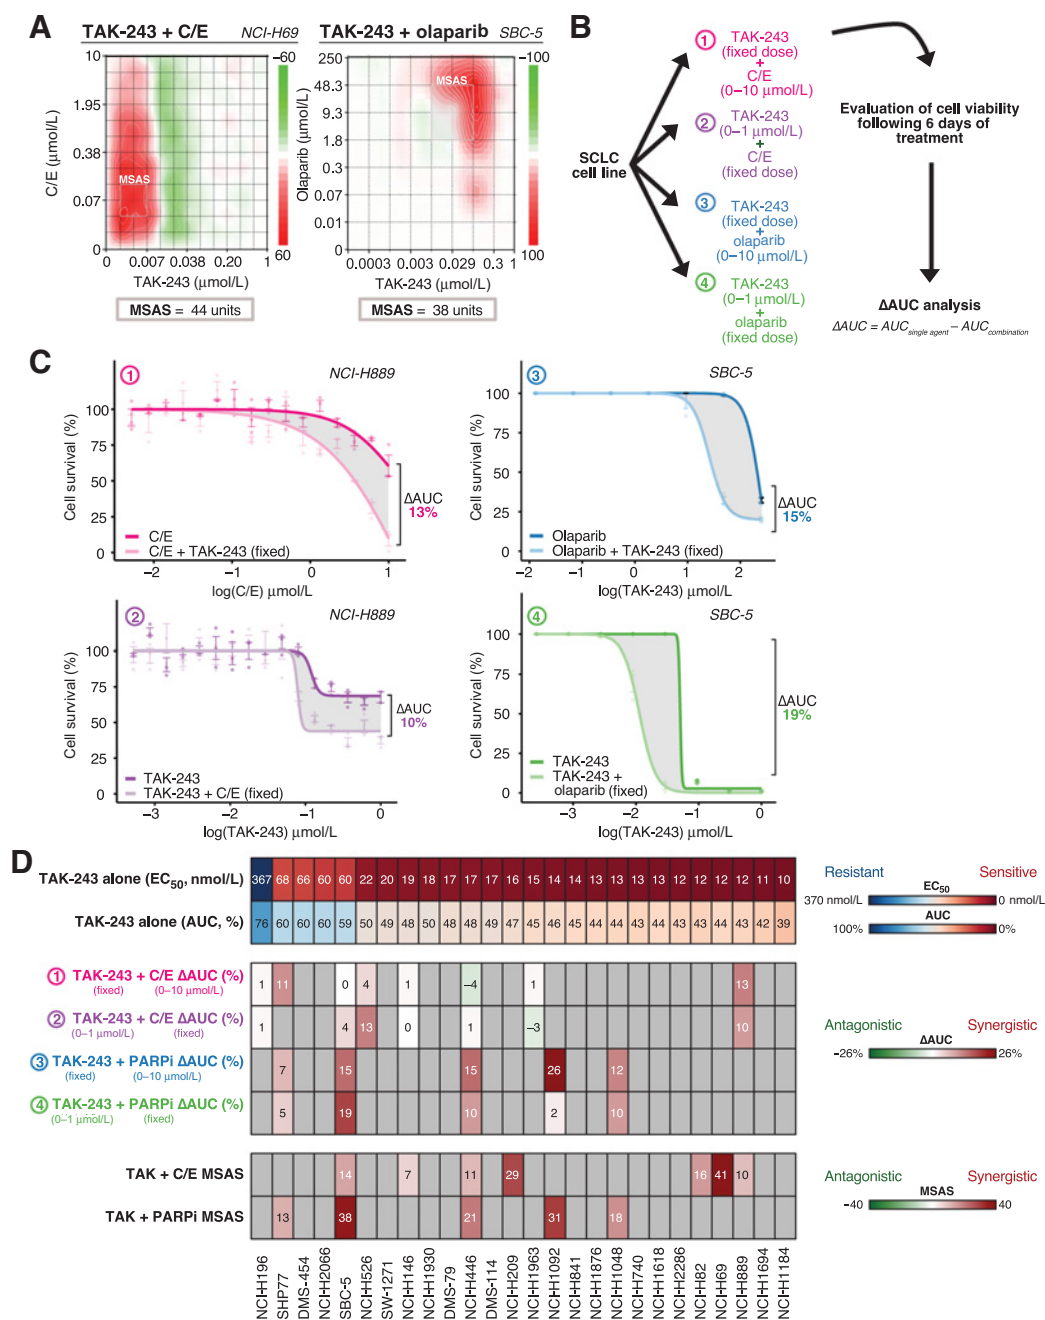 A
TAK-243 + C/E NCI-H69
TAK-243 + olaparib SBC-5
C/E (µmol/L)
10
1.95
0.38
0.07
0
0 0.007 0.038 0.20 1
TAK-243 (µmol/L)
MSAS
−60
60
MSAS = 44 units
Olaparib (µmol/L)
250
48.3
9.3
1.8
0.3
0.07
0.01
0
0.0003 0.003 0.029 0.3 1
TAK-243 (µmol/L)
MSAS
−100
100
MSAS = 38 units
B
SCLC
cell line
1 TAK-243
(fixed dose)
+
C/E
(0–10 µmol/L)
2 TAK-243
(0–1 µmol/L)
+
C/E
(fixed dose)
3 TAK-243
(fixed dose)
+
olaparib
(0–10 µmol/L)
4 TAK-243
(0–1 µmol/L)
+
olaparib
(fixed dose)
Evaluation of cell viability
following 6 days of
treatment
ΔAUC analysis
ΔAUC = AUC single agent − AUC combination
C
1 NCI-H889
Cell survival (%)
100
75
50
25
0
ΔAUC
13%
C/E
C/E + TAK-243 (fixed)
−2 −1 0 1
log(C/E) µmol/L
3 SBC-5
Cell survival (%)
100
75
50
25
0
ΔAUC
15%
Olaparib
Olaparib + TAK-243 (fixed)
−2 −1 0 1 2
log(TAK-243) µmol/L
2 NCI-H889
Cell survival (%)
100
75
50
25
0
ΔAUC
10%
TAK-243
TAK-243 + C/E (fixed)
−3 −2 −1 0
log(TAK-243) µmol/L
4 SBC-5
Cell survival (%)
100
75
50
25
0
ΔAUC
19%
TAK-243
TAK-243 +
olaparib (fixed)
−3 −2 −1 0
log(TAK-243) µmol/L
D
TAK-243 alone (EC50, nmol/L) 367 68 66 60 60 22 20 19 18 17 17 17 16 15 14 14 13 13 13 12 12 12 12 12 11 10
TAK-243 alone (AUC, %) 76 60 60 60 59 50 49 48 50 48 48 49 47 45 46 45 44 44 43 44 43 44 43 44 42 39
Resistant Sensitive
EC50
370 nmol/L 0 nmol/L
AUC
100% 0%
1 TAK-243 + C/E ΔAUC (%) 1 11 0 4 1 −4 1 13
(fixed) (0–10 µmol/L)
2 TAK-243 + C/E ΔAUC (%) 1 4 13 0 1 −3 10
(0–1 µmol/L) (fixed)
3 TAK-243 + PARPi ΔAUC (%) 7 15 15 26 12
(fixed) (0–10 µmol/L)
4 TAK-243 + PARPi ΔAUC (%) 5 19 10 2 10
(0–1 µmol/L) (fixed)
Antagonistic Synergistic
ΔAUC
−26% 26%
TAK + C/E MSAS 14 7 11 29 16 41 10
TAK + PARPi MSAS 13 38 21 31 18
Antagonistic Synergistic
MSAS
−40 40
NCI-H196
SHP77
DMS-454
NCI-H2066
SBC-5
NCI-H526
SW-1271
NCI-H146
NCI-H1930
DMS-79
NCI-H446
DMS-114
NCI-H209
NCI-H1963
NCI-H1092
NCI-H841
NCI-H1876
NCI-H1048
NCI-H740
NCI-H1618
NCI-H2286
NCI-H82
NCI-H69
NCI-H889
NCI-H1694
NCI-H1184